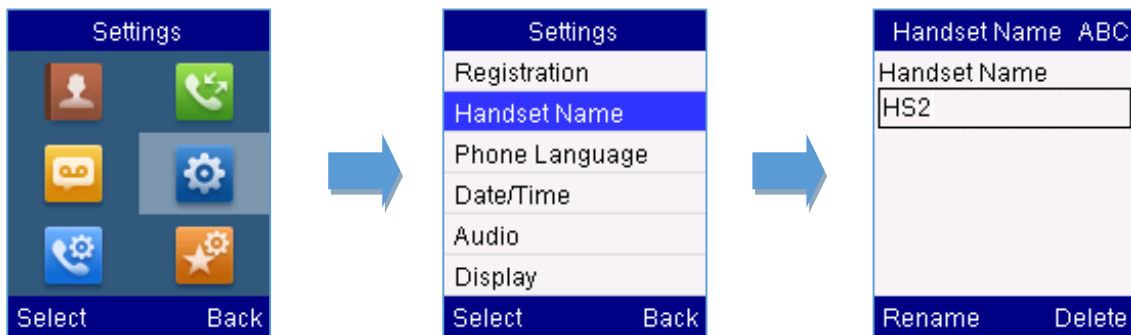 Settings
Select Back
Settings
Registration
Handset Name
Phone Language
Date/Time
Audio
Display
Select Back
Handset Name ABC
Handset Name
HS2
Rename Delete